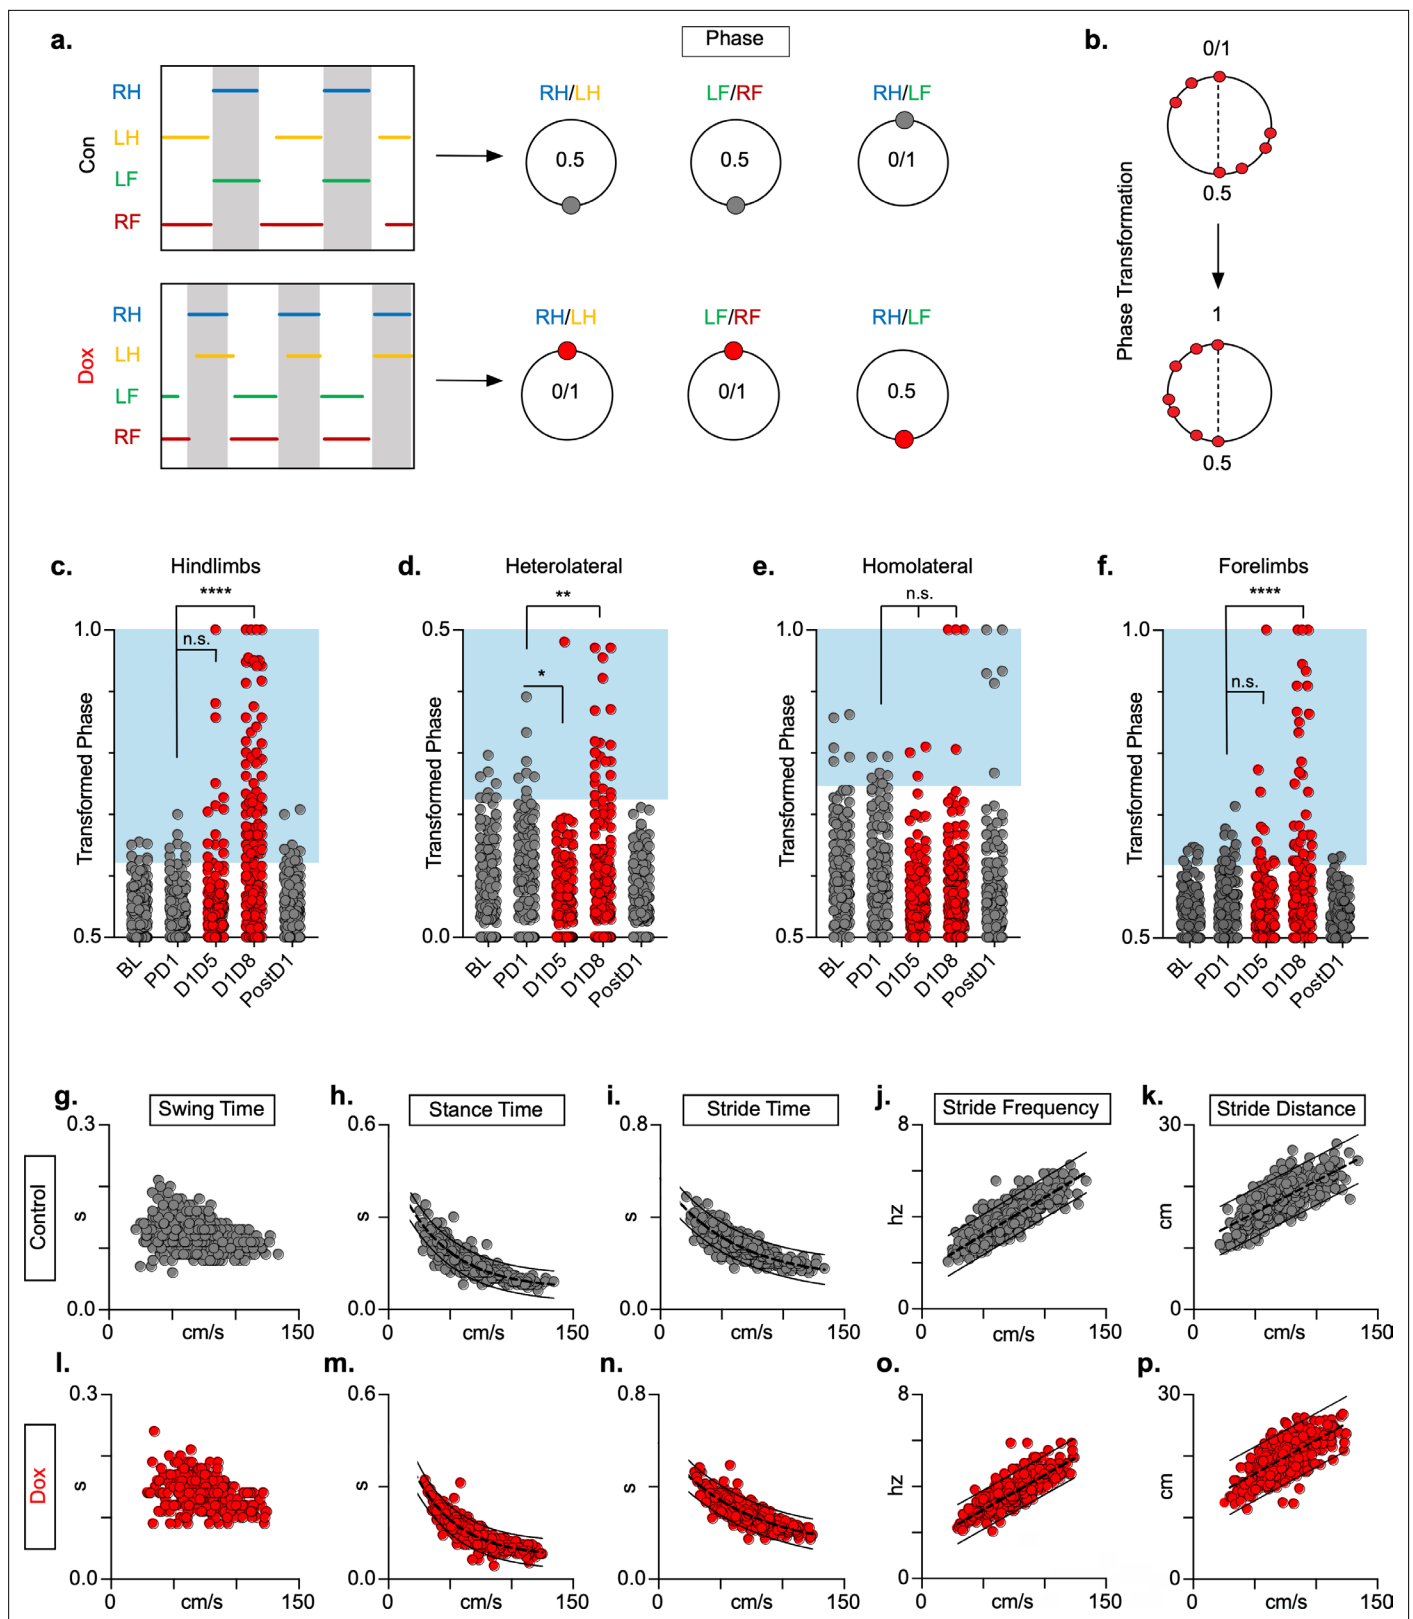 a.
Phase
b.
Con
RH
LH
LF
RF
RH/LH
LF/RF
RH/LF
0.5
0.5
0/1
Dox
RH
LH
LF
RF
RH/LH
LF/RF
RH/LF
0/1
0/1
0.5
Phase Transformation
0/1
0.5
1
0.5
c.
Hindlimbs
****
n.s.
1.0
0.5
Transformed Phase
BL
PD1
D1D5
D1D8
PostD1
d.
Heterolateral
**
*
0.5
0.0
Transformed Phase
BL
PD1
D1D5
D1D8
PostD1
e.
Homolateral
n.s.
1.0
0.5
Transformed Phase
BL
PD1
D1D5
D1D8
PostD1
f.
Forelimbs
****
n.s.
1.0
0.5
Transformed Phase
BL
PD1
D1D5
D1D8
PostD1
Control
g.
Swing Time
0.3
s
0.0
0
cm/s
150
h.
Stance Time
0.6
s
0.0
0
cm/s
150
i.
Stride Time
0.8
s
0.0
0
cm/s
150
j.
Stride Frequency
8
hz
0
0
cm/s
150
k.
Stride Distance
30
cm
0
0
cm/s
150
Dox
l.
0.3
s
0.0
0
cm/s
150
m.
0.6
s
0.0
0
cm/s
150
n.
0.8
s
0.0
0
cm/s
150
o.
8
hz
0
0
cm/s
150
p.
30
cm
0
0
cm/s
150